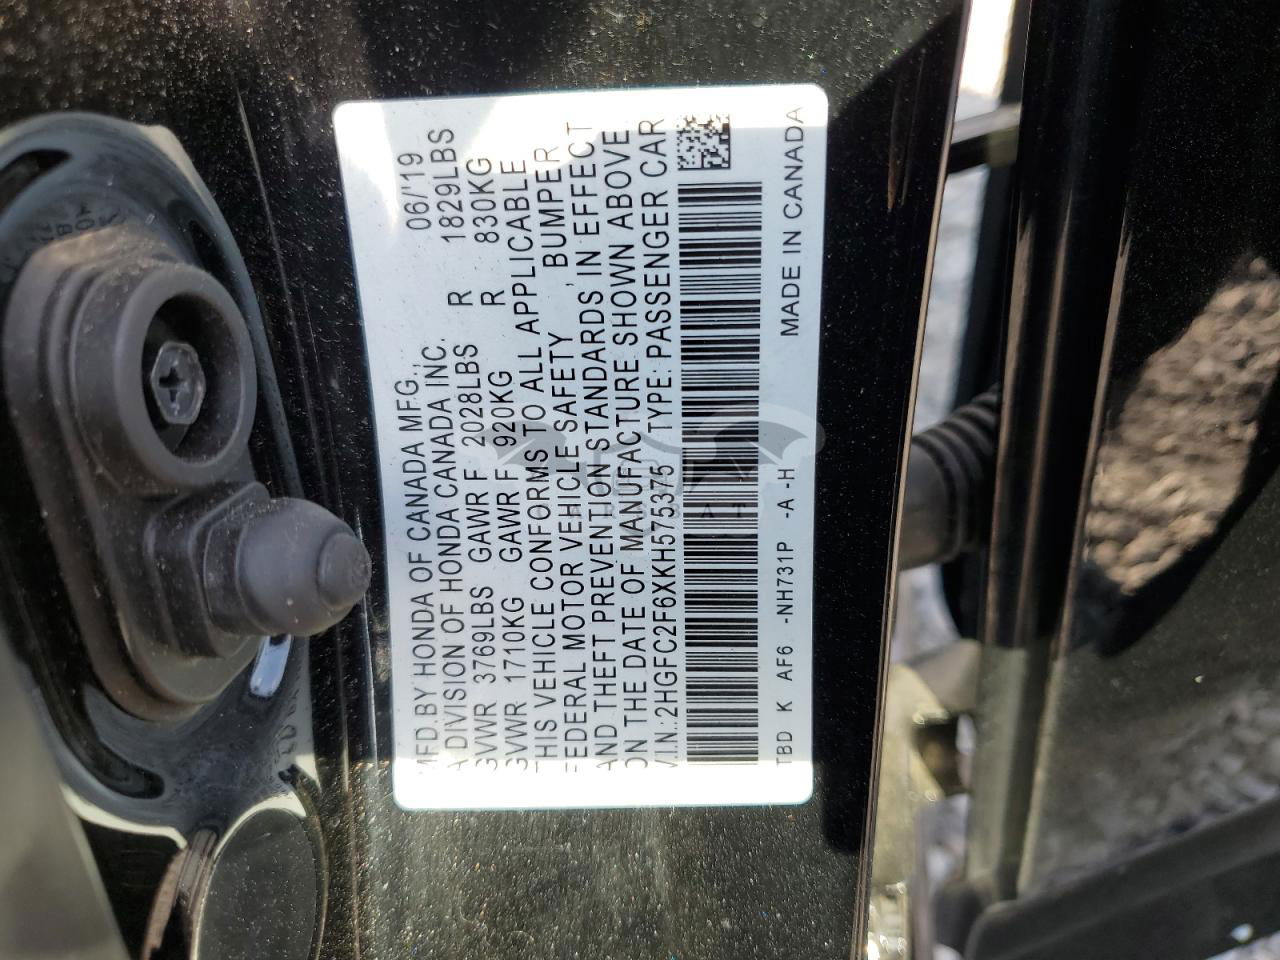 MFD.BY HONDA OF CANADA MFG., 06/'19
A DIVISION OF HONDA CANADA INC.
GVWR 3769LBS GAWR F 2028LBS R 1829LBS
GVWR 1710KG GAWR F 920KG R 830KG
THIS VEHICLE CONFORMS TO ALL APPLICABLE
FEDERAL MOTOR VEHICLE SAFETY , BUMPER
AND THEFT PREVENTION STANDARDS IN EFFECT
ON THE DATE OF MANUFACTURE SHOWN ABOVE
V.I.N.:2HGFC2F6XKH575375 TYPE:PASSENGER CAR
TBD K AF6 -NH731P -A -H MADE IN CANADA